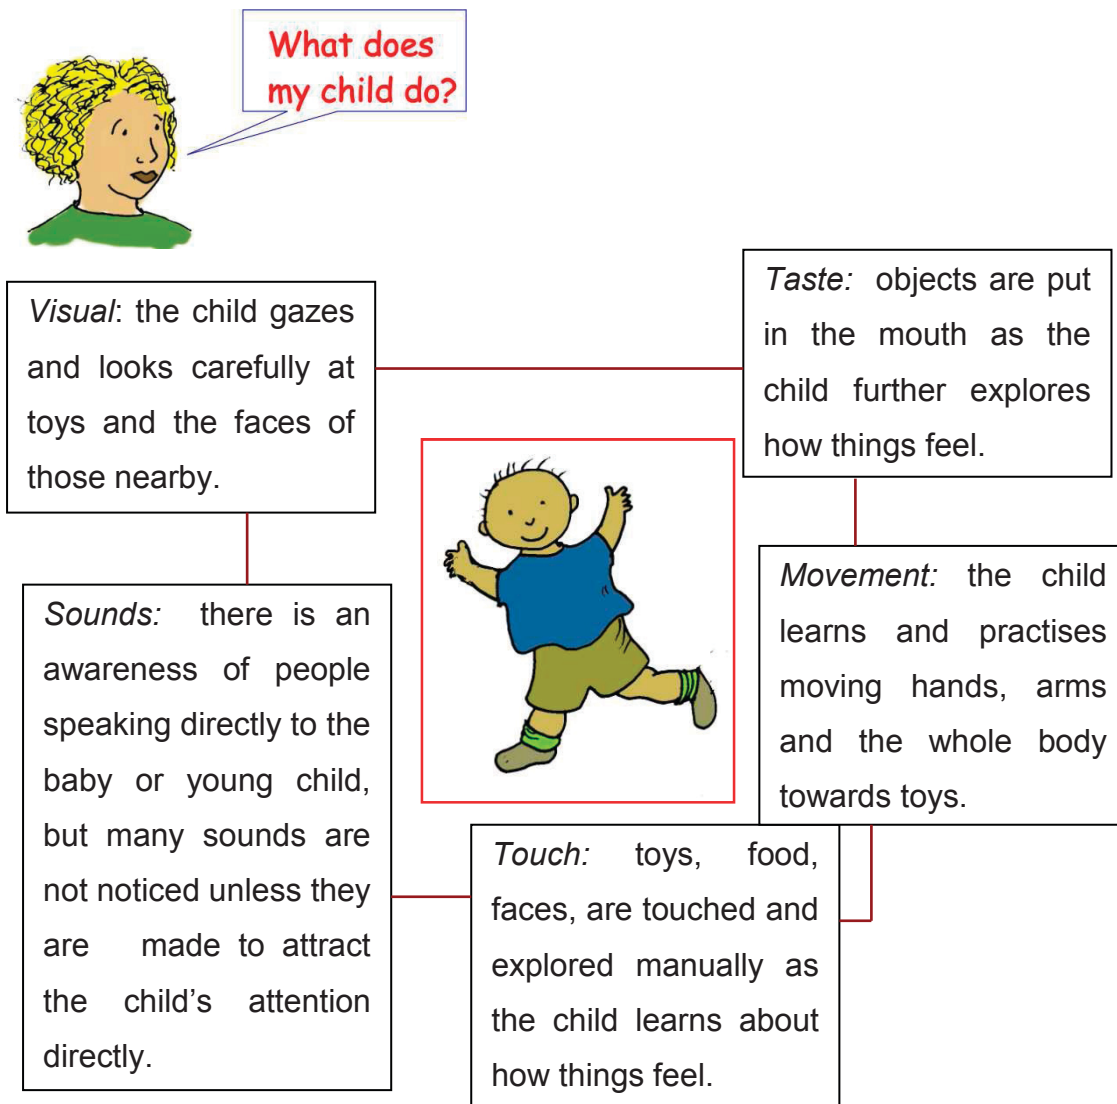 What does
my child do?
Visual: the child gazes
and looks carefully at
toys and the faces of
those nearby.
Taste: objects are put
in the mouth as the
child further explores
how things feel.
Sounds: there is an
awareness of people
speaking directly to the
baby or young child,
but many sounds are
not noticed unless they
are made to attract
the child’s attention
directly.
Movement: the child
learns and practises
moving hands, arms
and the whole body
towards toys.
Touch: toys, food,
faces, are touched and
explored manually as
the child learns about
how things feel.